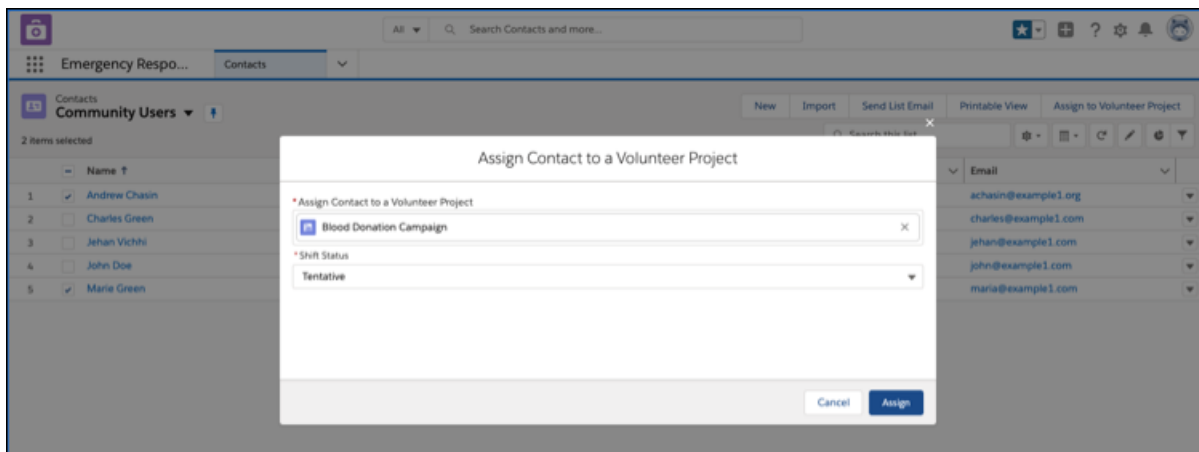 All Search Contacts and more...
Emergency Respo... Contacts
Contacts
Community Users
New Import Send List Email Printable View Assign to Volunteer Project
2 items selected
Search this list...
Assign Contact to a Volunteer Project
Name Email
*Assign Contact to a Volunteer Project
1 Andrew Chasin achasin@example1.org
2 Charles Green charles@example1.com
Blood Donation Campaign
3 Jehan Vichhi jehan@example1.com
*Shift Status
4 John Doe john@example1.com
Tentative
5 Marie Green maria@example1.com
Cancel Assign